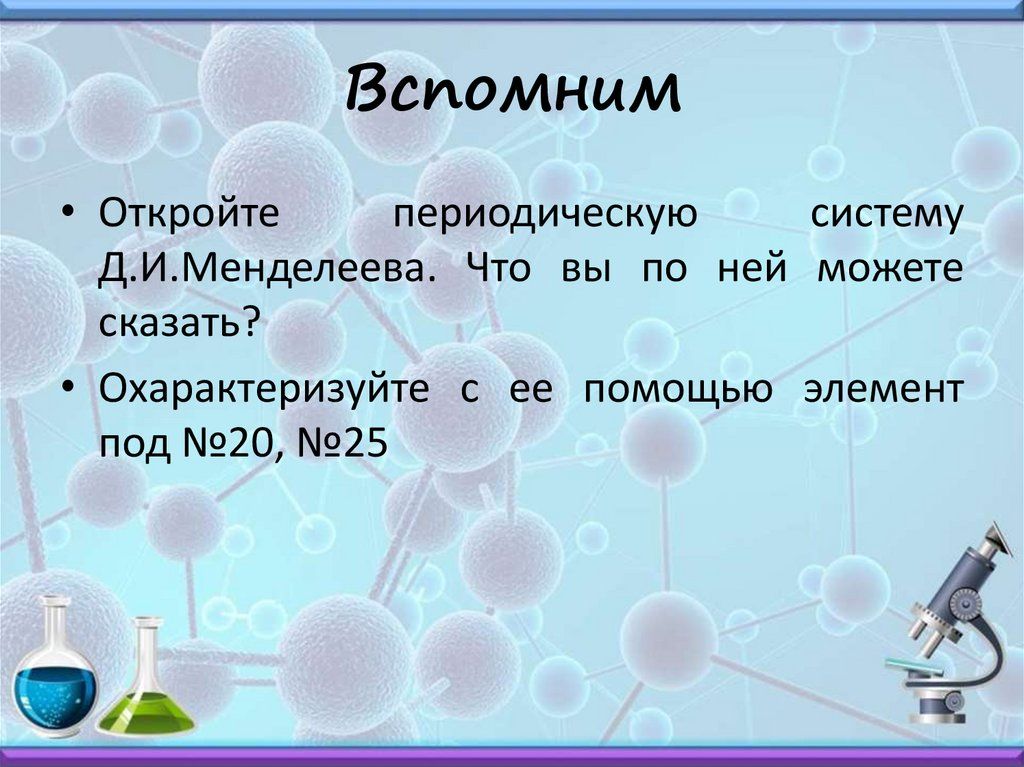 Вспомним
• Откройте периодическую систему
Д.И.Менделеева. Что вы по ней можете
сказать?
• Охарактеризуйте с ее помощью элемент
под №20, №25